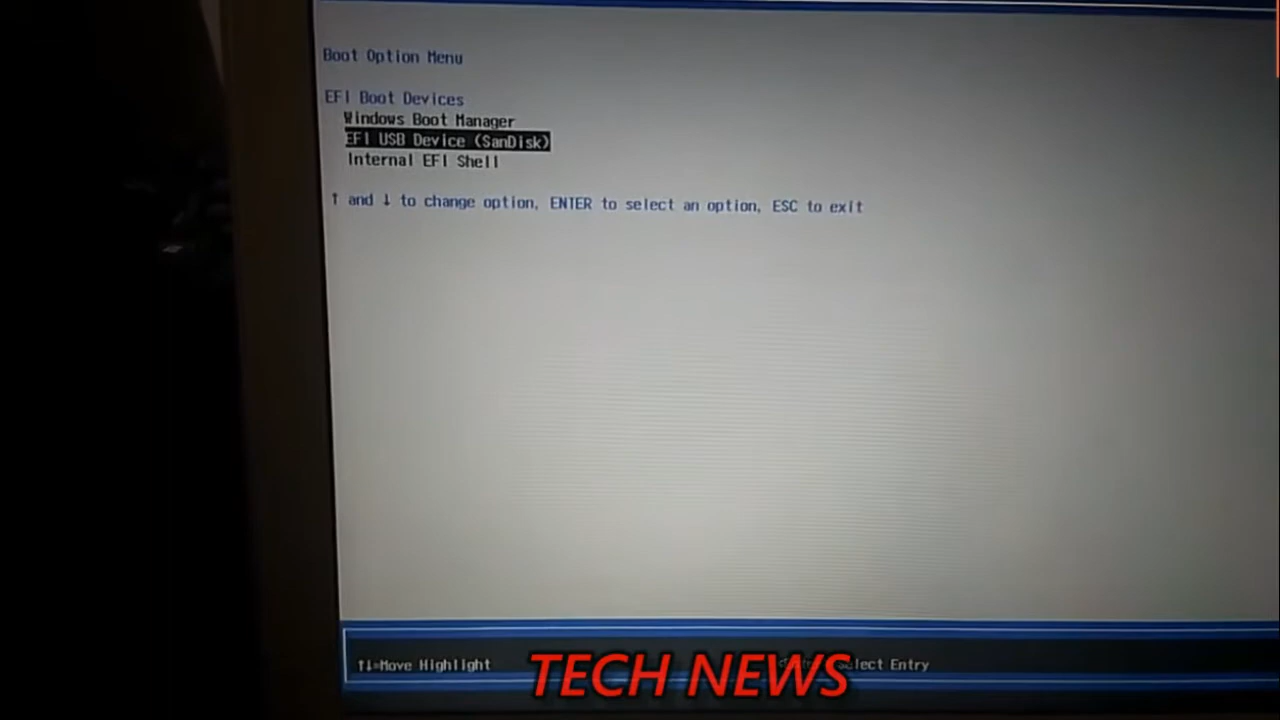 Boot Option Menu
EFI Boot Devices
Windows Boot Manager
EFI USB Device (SanDisk)
Internal EFI Shell
↑ and ↓ to change option, ENTER to select an option, ESC to exit
↑↓=Move Highlight
Entry
TECH NEWS